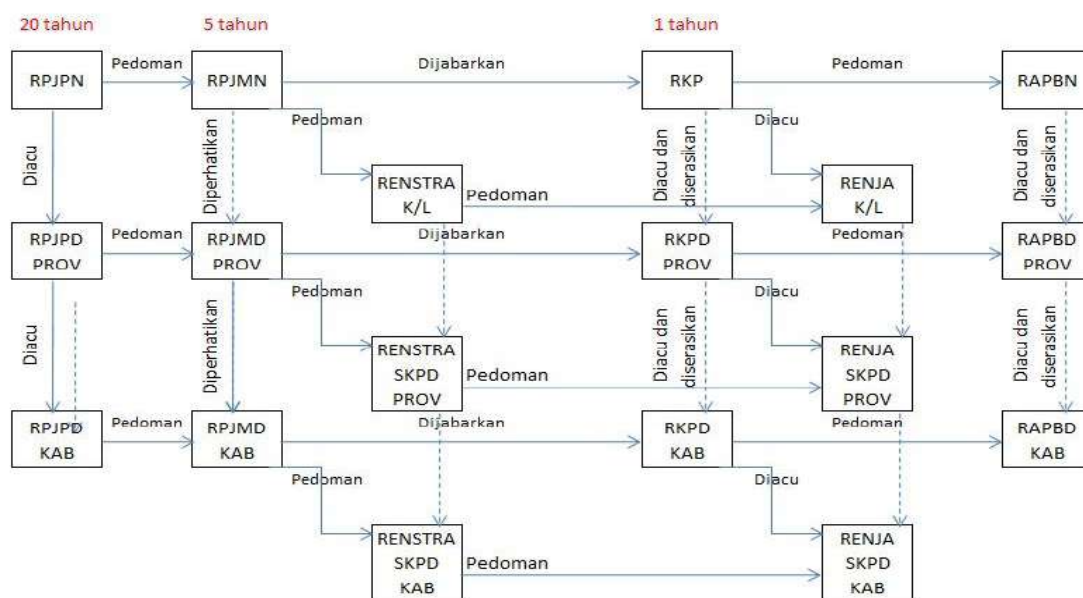 20 tahun
5 tahun
1 tahun
RPJPN
Pedoman
RPJMN
Dijabarkan
RKP
Pedoman
RAPBN
Diacu
Diperhatikan
Pedoman
Diacu dan
diserasikan
Diacu
Diacu dan
diserasikan
RENSTRA
K/L
Pedoman
RENJA
K/L
RPJPD
PROV
Pedoman
RPJMD
PROV
Dijabarkan
RKPD
PROV
Pedoman
RAPBD
PROV
Diacu
Diperhatikan
Pedoman
Diacu dan
diserasikan
Diacu
Diacu dan
diserasikan
RENSTRA
SKPD
PROV
Pedoman
RENJA
SKPD
PROV
RPJPD
KAB
Pedoman
RPJMD
KAB
Dijabarkan
RKPD
KAB
Pedoman
RAPBD
KAB
Pedoman
Diacu
RENSTRA
SKPD
KAB
Pedoman
RENJA
SKPD
KAB